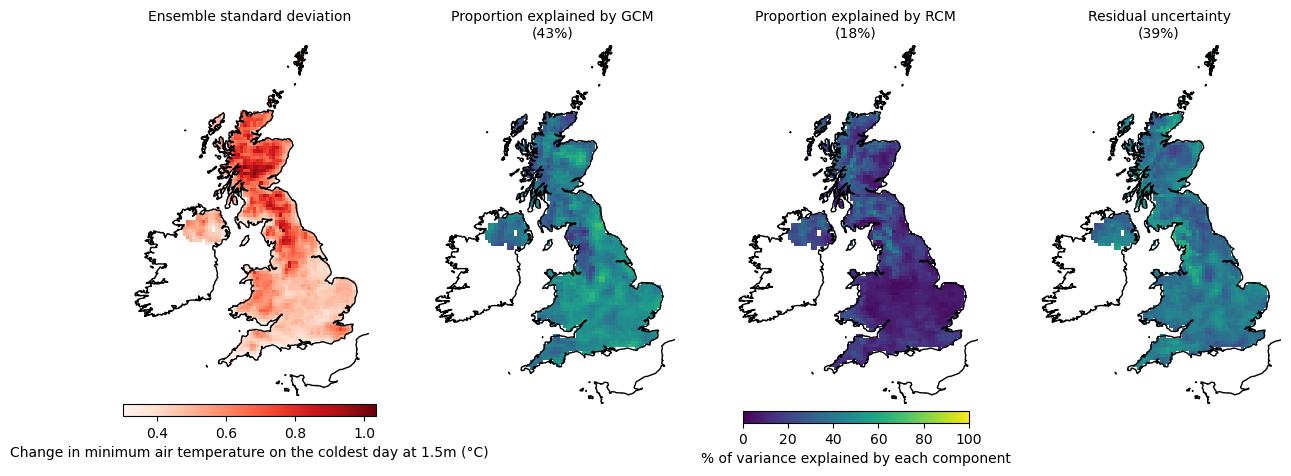 Ensemble standard deviation
Proportion explained by GCM
(43%)
Proportion explained by RCM
(18%)
Residual uncertainty
(39%)
0.4 0.6 0.8 1.0
Change in minimum air temperature on the coldest day at 1.5m (°C)
0 20 40 60 80 100
% of variance explained by each component